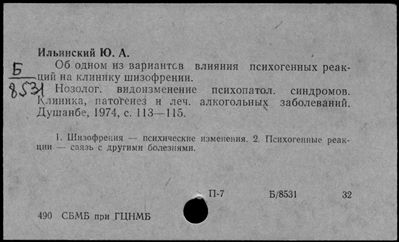 Ильинский Ю. А.
Об одном из вариантов влияния психогенных реак-
ций на клинику шизофрении.
Б
8531
Нозолог. видоизменение психопатол. синдромов.
Клиника, патогенез и леч. алкогольных заболеваний.
Душанбе, 1974, с. 113—115.
1. Шизофрения — психические изменения. 2. Психогенные реак-
ции — связь с другими болезнями.
П-7 Б/8531 32
490 СБМБ при ГЦНМБ